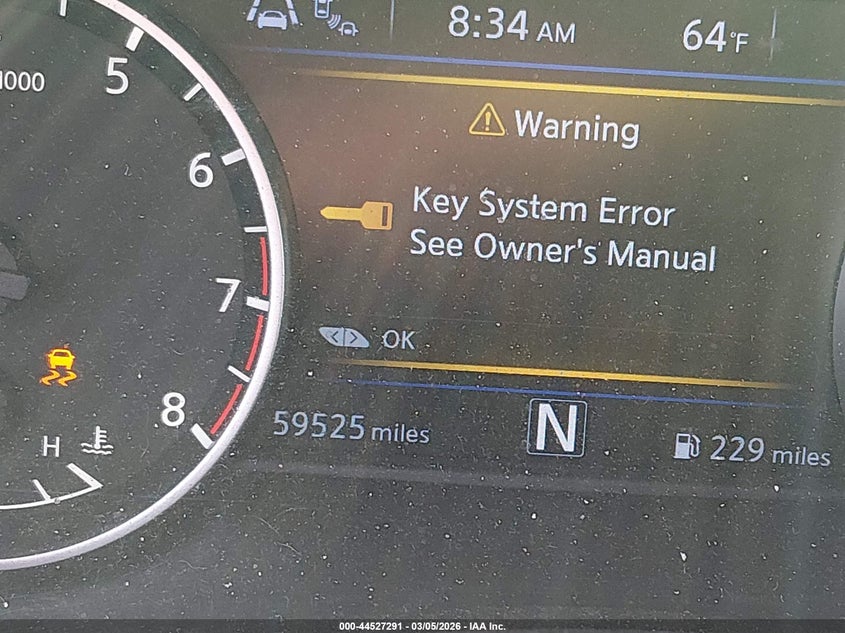 8:34 AM
64°F
5
1000
Warning
6
Key System Error
See Owner's Manual
7
OK
8
59525 miles
N
229 miles
H
000-44527291 - 03/05/2026 - IAA Inc.